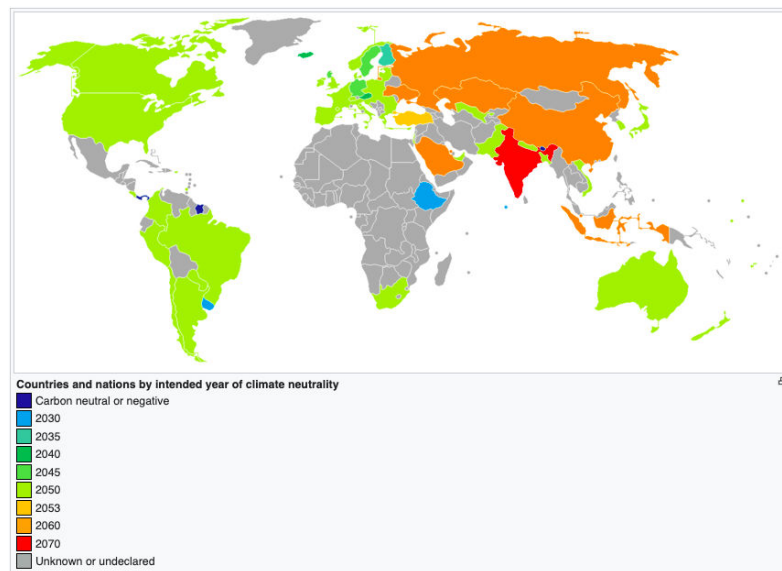 Countries and nations by intended year of climate neutrality
Carbon neutral or negative
2030
2035
2040
2045
2050
2053
2060
2070
Unknown or undeclared